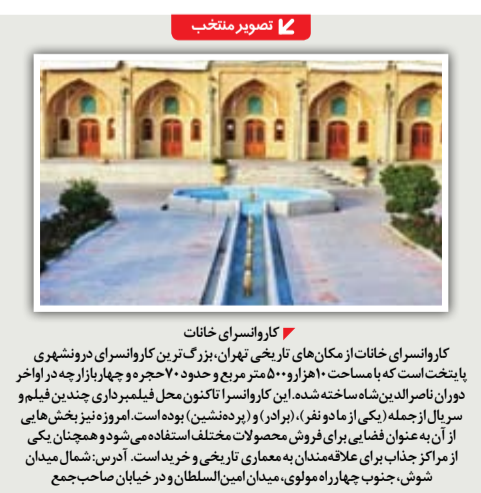 تصویر منتخب
کاروانسرای خانات
کاروانسرای خانات از مکان‌های تاریخی تهران، بزرگ‌ترین کاروانسرای درونشهری
پایتخت است که با مساحت ۱۰هزار و ۵۰۰ متر مربع و حدود ۷۰ حجره و چهار بازارچه در اواخر
دوران ناصرالدین‌شاه ساخته شده. این کاروانسرا تاکنون محل فیلمبرداری چندین فیلم و
سریال از جمله (یکی از ما دو نفر)، (برادر) و (پرده‌نشین) بوده است. امروزه نیز بخش‌هایی
از آن به عنوان فضایی برای فروش محصولات مختلف استفاده می‌شود و همچنان یکی
از مراکز جذاب برای علاقه‌مندان به معماری تاریخی و خرید است. آدرس: شمال میدان
شوش، جنوب چهارراه مولوی، میدان امین‌السلطان و در خیابان صاحب‌جمع